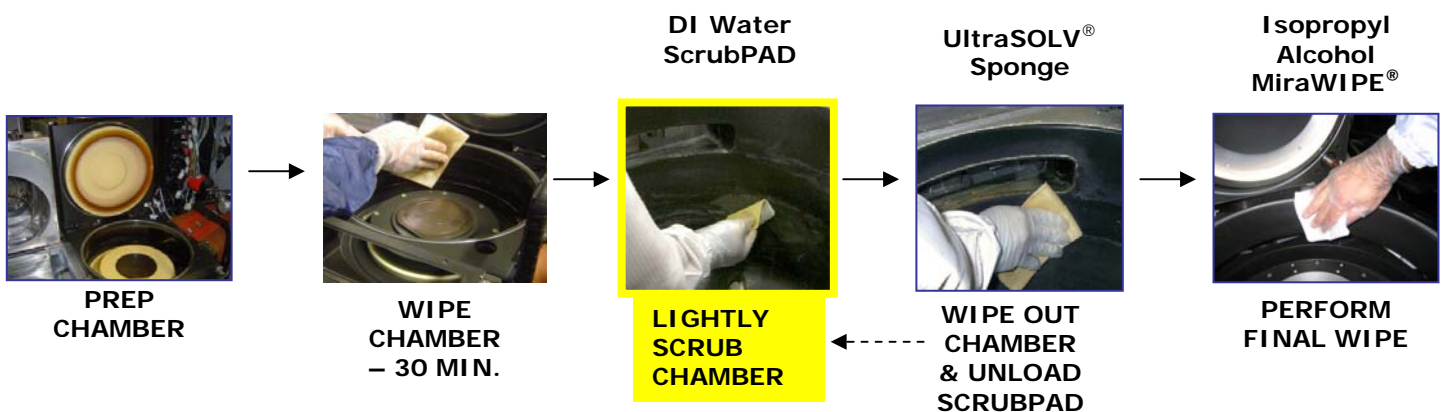 DI Water
ScrubPAD
UltraSOLV®
Sponge
Isopropyl
Alcohol
MiraWIPE®
PREP
CHAMBER
WIPE
CHAMBER
– 30 MIN.
LIGHTLY
SCRUB
CHAMBER
WIPE OUT
CHAMBER
& UNLOAD
SCRUBPAD
PERFORM
FINAL WIPE